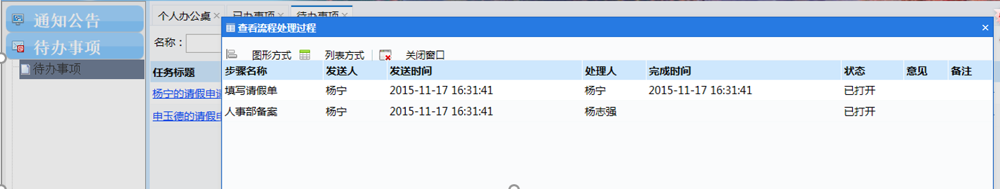 通知公告
待办事项
待办事项
个人办公桌 已办事项 待办事项
名称：
任务标题
杨宁的请假申请
申玉德的请假申
查看流程处理过程
图形方式 列表方式 关闭窗口
步骤名称 发送人 发送时间 处理人 完成时间 状态 意见 备注
填写请假单 杨宁 2015-11-17 16:31:41 杨宁 2015-11-17 16:31:41 已打开
人事部备案 杨宁 2015-11-17 16:31:41 杨志强 已打开